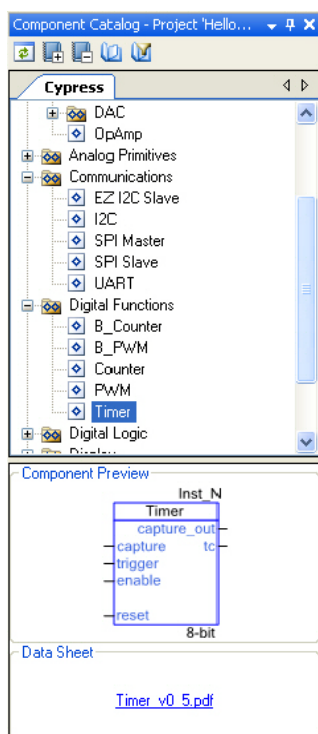 Component Catalog - Project 'Hello...
Cypress
DAC
OpAmp
Analog Primitives
Communications
EZ I2C Slave
I2C
SPI Master
SPI Slave
UART
Digital Functions
B_Counter
B_PWM
Counter
PWM
Timer
Digital Logic
Display
Component Preview
Inst_N
Timer
capture_out
capture tc
trigger
enable
reset
8-bit
Data Sheet
Timer_v0_5.pdf